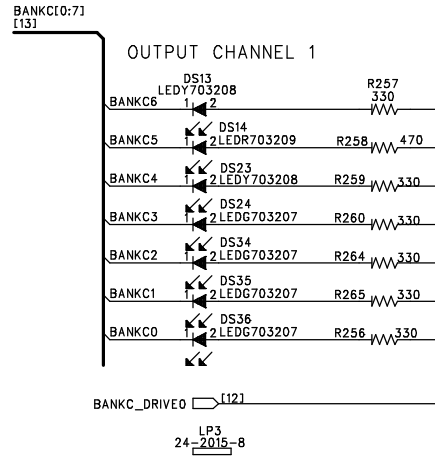 BANKC[0:7]
[13]
OUTPUT CHANNEL 1
DS13
LEDY703208
R257
330
BANKC6 1 2
DS14
BANKC5 1 2 LEDR703209 R258 470
DS23
BANKC4 1 2 LEDY703208 R259 330
DS24
BANKC3 1 2 LEDG703207 R260 330
DS34
BANKC2 1 2 LEDG703207 R264 330
DS35
BANKC1 1 2 LEDG703207 R265 330
DS36
BANKC0 1 2 LEDG703207 R256 330
BANKC_DRIVE0 [12]
LP3
24-2015-8